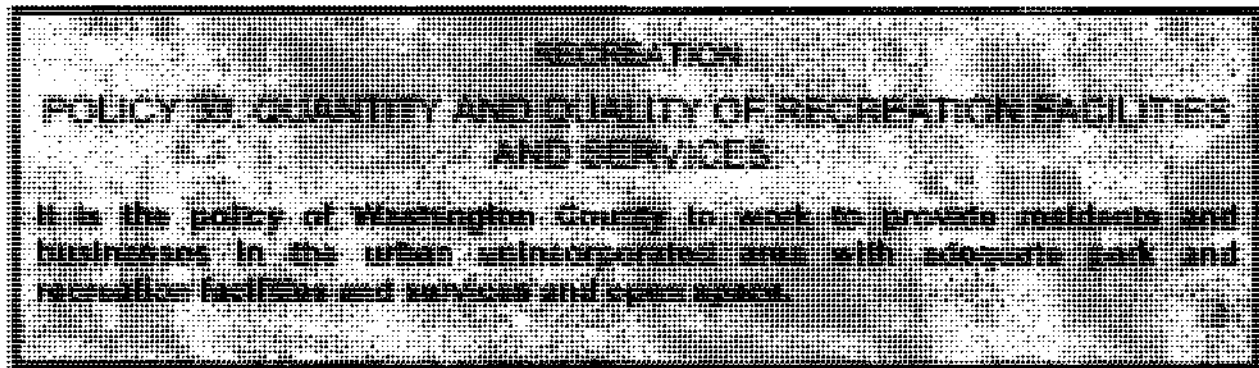 RECREATION
POLICY 33, QUANTITY AND QUALITY OF RECREATION FACILITIES
AND SERVICES:
It is the policy of Washington County to work to provide residents and
businesses in the urban unincorporated area with adequate park and
recreation facilities and services and open space.